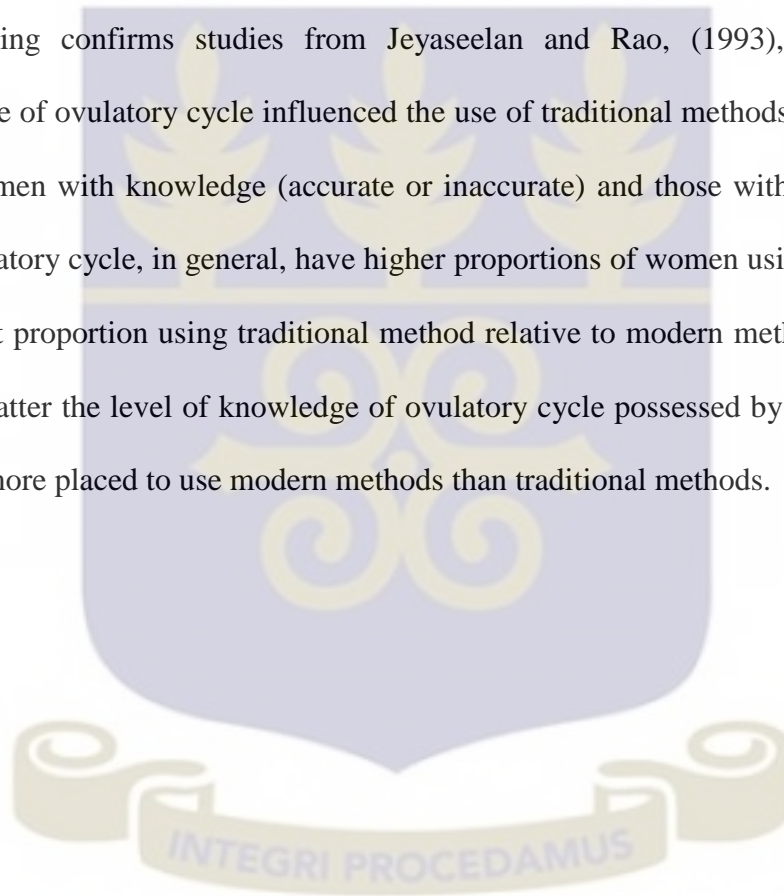 ing confirms studies from Jeyaseelan and Rao, (1993),
e of ovulatory cycle influenced the use of traditional methods
men with knowledge (accurate or inaccurate) and those with
atory cycle, in general, have higher proportions of women usi
t proportion using traditional method relative to modern met
atter the level of knowledge of ovulatory cycle possessed by
more placed to use modern methods than traditional methods.
INTEGRI PROCEDAMUS